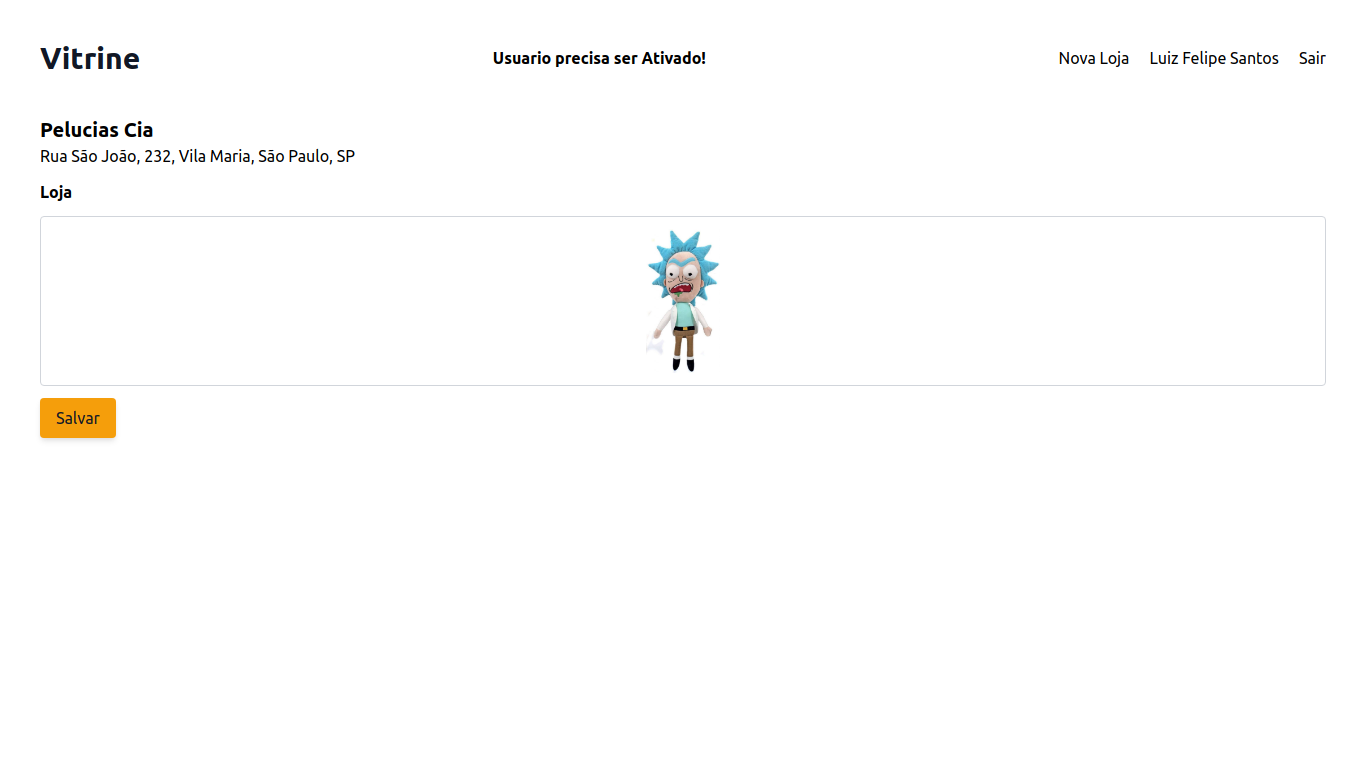 Vitrine
Usuario precisa ser Ativado!
Nova Loja
Luiz Felipe Santos
Sair
Pelucias Cia
Rua São João, 232, Vila Maria, São Paulo, SP
Loja
Salvar